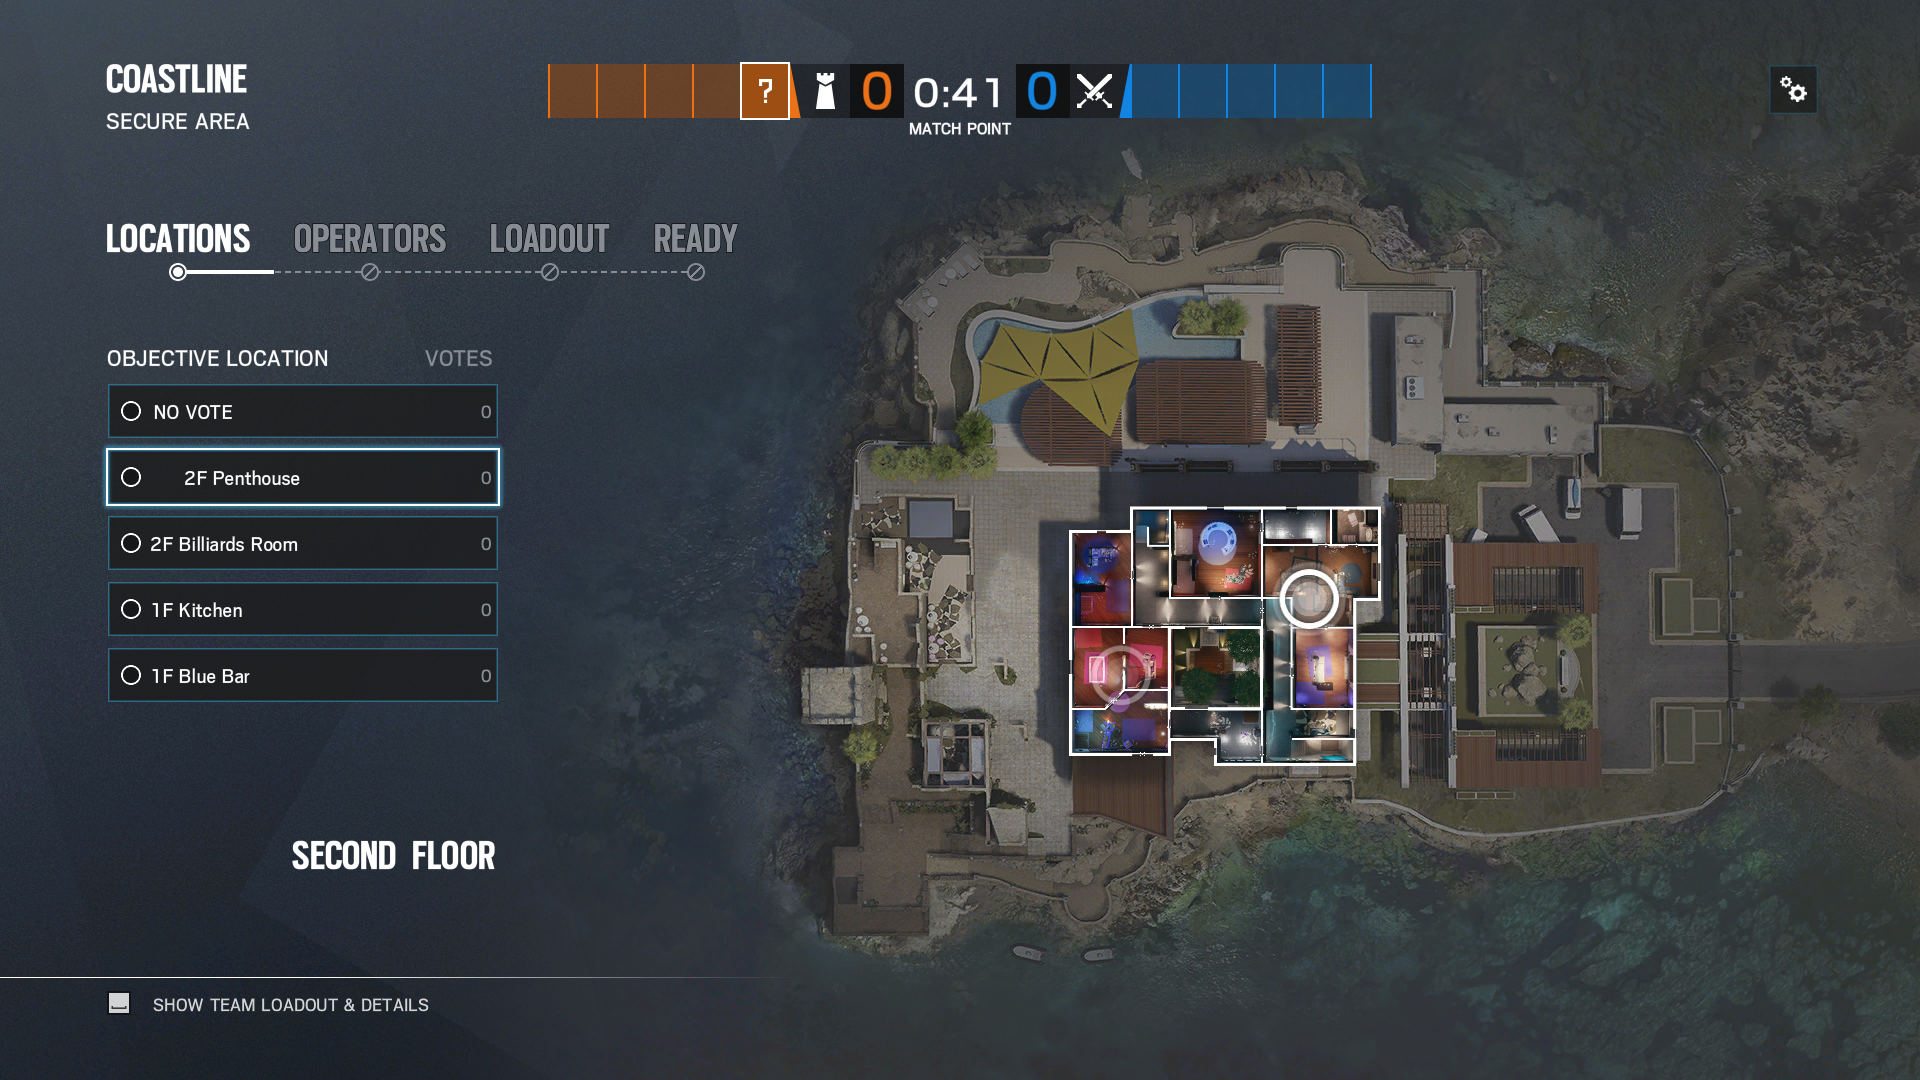 COASTLINE
SECURE AREA
?
0
0:41
0
MATCH POINT
LOCATIONS
OPERATORS
LOADOUT
READY
OBJECTIVE LOCATION
VOTES
NO VOTE
0
2F Penthouse
0
2F Billiards Room
0
1F Kitchen
0
1F Blue Bar
0
SECOND FLOOR
SHOW TEAM LOADOUT & DETAILS